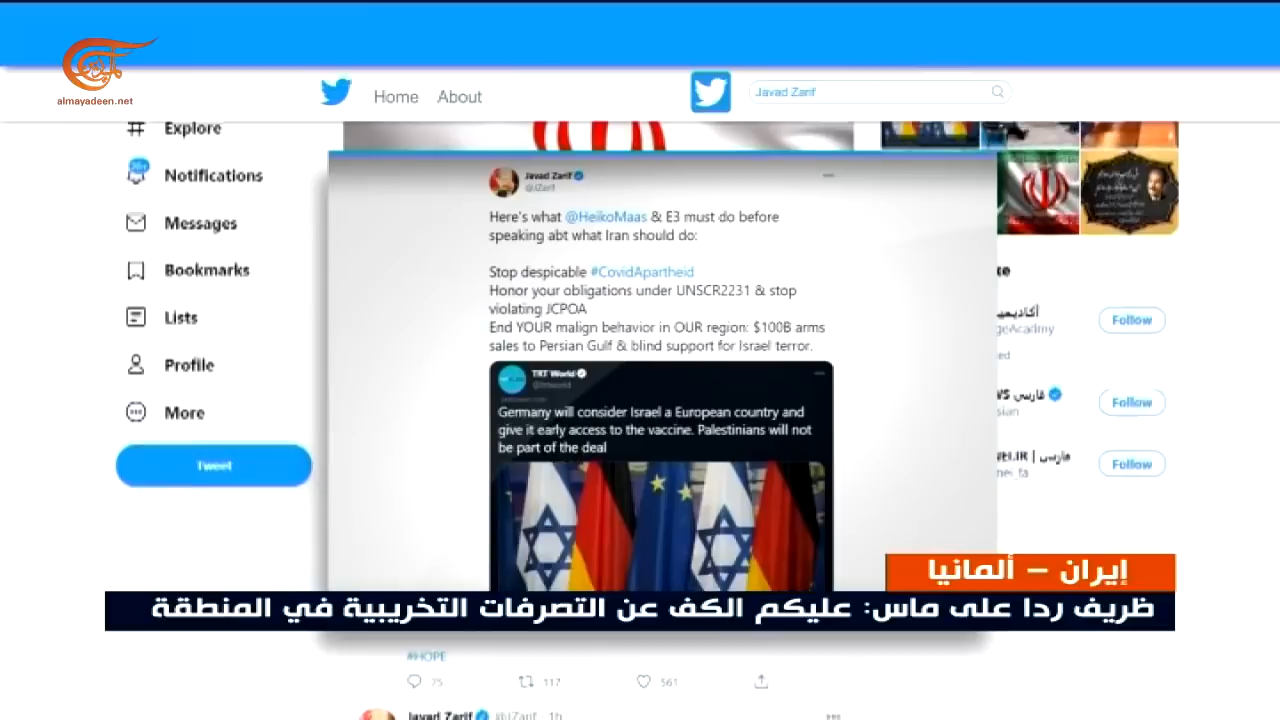 almayadeen.net
Home About
Javad Zarif
Explore
Notifications
Messages
Bookmarks
Lists
Profile
More
Tweet
Javad Zarif
@JZarif
Here's what @HeikoMaas & E3 must do before
speaking abt what Iran should do:
Stop despicable #CovidApartheid
Honor your obligations under UNSCR2231 & stop
violating JCPOA
End YOUR malign behavior in OUR region: $100B arms
sales to Persian Gulf & blind support for Israel terror.
TRT World
@trtworld
Germany will consider Israel a European country and
give it early access to the vaccine. Palestinians will not
be part of the deal
Follow
فارسی
Follow
فارسی
Follow
إيران – ألمانيا
ظريف ردا على ماس: عليكم الكف عن التصرفات التخريبية في المنطقة
#HOPE
75 117 561
Javad Zarif @JZarif · 1h